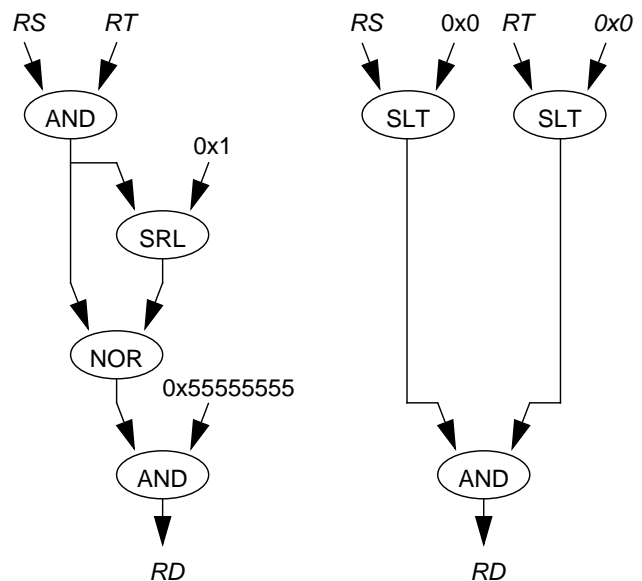 RS RT RS 0x0 RT 0x0
AND SLT SLT
0x1
SRL
NOR
0x55555555
AND AND
RD RD